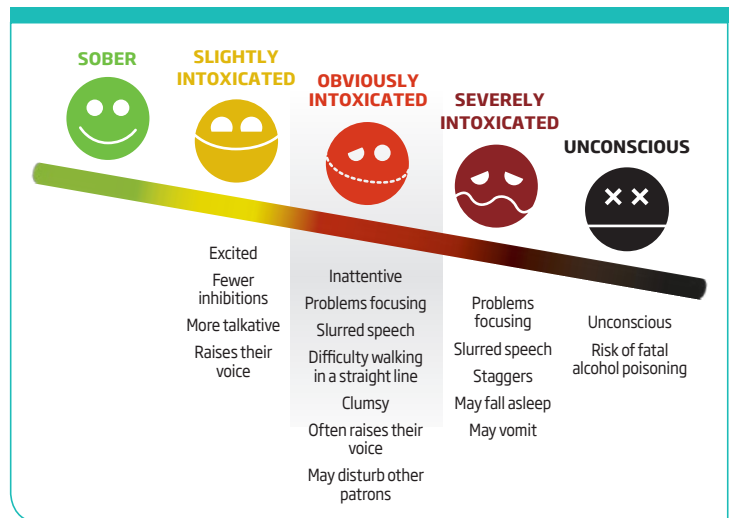 SOBER
SLIGHTLY
INTOXICATED
OBVIOUSLY
INTOXICATED
SEVERELY
INTOXICATED
UNCONSCIOUS
Excited
Fewer
inhibitions
More talkative
Raises their
voice
Inattentive
Problems focusing
Slurred speech
Difficulty walking
in a straight line
Clumsy
Often raises their
voice
May disturb other
patrons
Problems
focusing
Slurred speech
Staggers
May fall asleep
May vomit
Unconscious
Risk of fatal
alcohol poisoning